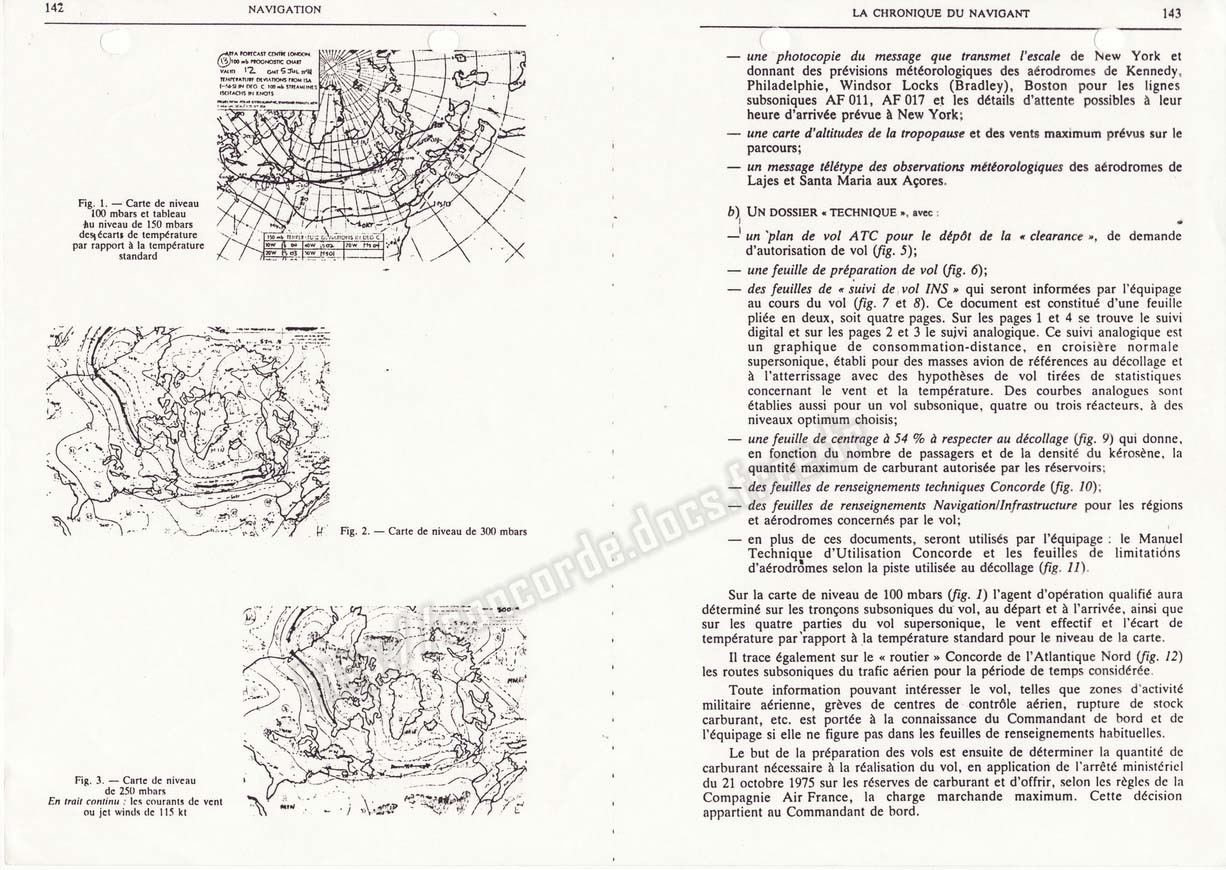 142
NAVIGATION
AREA FORECAST CENTRE LONDON
100 mb PROGNOSTIC CHART
VALID 12 GMT 5 JUL
TEMPERATURE DEVIATIONS FROM ISA
(-56·5) IN DEG C 100 mb STREAMLINES
ISOTACHS IN KNOTS
Fig. 1. — Carte de niveau
100 mbars et tableau
au niveau de 150 mbars
des écarts de température
par rapport à la température
standard
Fig. 2. — Carte de niveau de 300 mbars
Fig. 3. — Carte de niveau
de 250 mbars
En trait continu : les courants de vent
ou jet winds de 115 kt
LA CHRONIQUE DU NAVIGANT
143
— une photocopie du message que transmet l'escale de New York et
donnant des prévisions météorologiques des aérodromes de Kennedy,
Philadelphie, Windsor Locks (Bradley), Boston pour les lignes
subsoniques AF 011, AF 017 et les détails d'attente possibles à leur
heure d'arrivée prévue à New York;
— une carte d'altitudes de la tropopause et des vents maximum prévus sur le
parcours;
— un message télétype des observations météorologiques des aérodromes de
Lajes et Santa Maria aux Açores.
b) UN DOSSIER « TECHNIQUE », avec :
— un plan de vol ATC pour le dépôt de la « clearance », de demande
d'autorisation de vol (fig. 5);
— une feuille de préparation de vol (fig. 6);
— des feuilles de « suivi de vol INS » qui seront informées par l'équipage
au cours du vol (fig. 7 et 8). Ce document est constitué d'une feuille
pliée en deux, soit quatre pages. Sur les pages 1 et 4 se trouve le suivi
digital et sur les pages 2 et 3 le suivi analogique. Ce suivi analogique est
un graphique de consommation-distance, en croisière normale
supersonique, établi pour des masses avion de références au décollage et
à l'atterrissage avec des hypothèses de vol tirées de statistiques
concernant le vent et la température. Des courbes analogues sont
établies aussi pour un vol subsonique, quatre ou trois réacteurs, à des
niveaux optimum choisis;
— une feuille de centrage à 54 % à respecter au décollage (fig. 9) qui donne,
en fonction du nombre de passagers et de la densité du kérosène, la
quantité maximum de carburant autorisée par les réservoirs;
— des feuilles de renseignements techniques Concorde (fig. 10);
— des feuilles de renseignements Navigation/Infrastructure pour les régions
et aérodromes concernés par le vol;
— en plus de ces documents, seront utilisés par l'équipage : le Manuel
Technique d'Utilisation Concorde et les feuilles de limitations
d'aérodromes selon la piste utilisée au décollage (fig. 11).
Sur la carte de niveau de 100 mbars (fig. 1) l'agent d'opération qualifié aura
déterminé sur les tronçons subsoniques du vol, au départ et à l'arrivée, ainsi que
sur les quatre parties du vol supersonique, le vent effectif et l'écart de
température par rapport à la température standard pour le niveau de la carte.
Il trace également sur le « routier » Concorde de l'Atlantique Nord (fig. 12)
les routes subsoniques du trafic aérien pour la période de temps considérée.
Toute information pouvant intéresser le vol, telles que zones d'activité
militaire aérienne, grèves de centres de contrôle aérien, rupture de stock
carburant, etc. est portée à la connaissance du Commandant de bord et de
l'équipage si elle ne figure pas dans les feuilles de renseignements habituelles.
Le but de la préparation des vols est ensuite de déterminer la quantité de
carburant nécessaire à la réalisation du vol, en application de l'arrêté ministériel
du 21 octobre 1975 sur les réserves de carburant et d'offrir, selon les règles de la
Compagnie Air France, la charge marchande maximum. Cette décision
appartient au Commandant de bord.